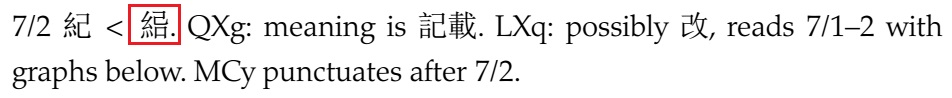 7/2 紀 < . QXg: meaning is 記載. LXq: possibly 改, reads 7/1–2 with
graphs below. MCy punctuates after 7/2.